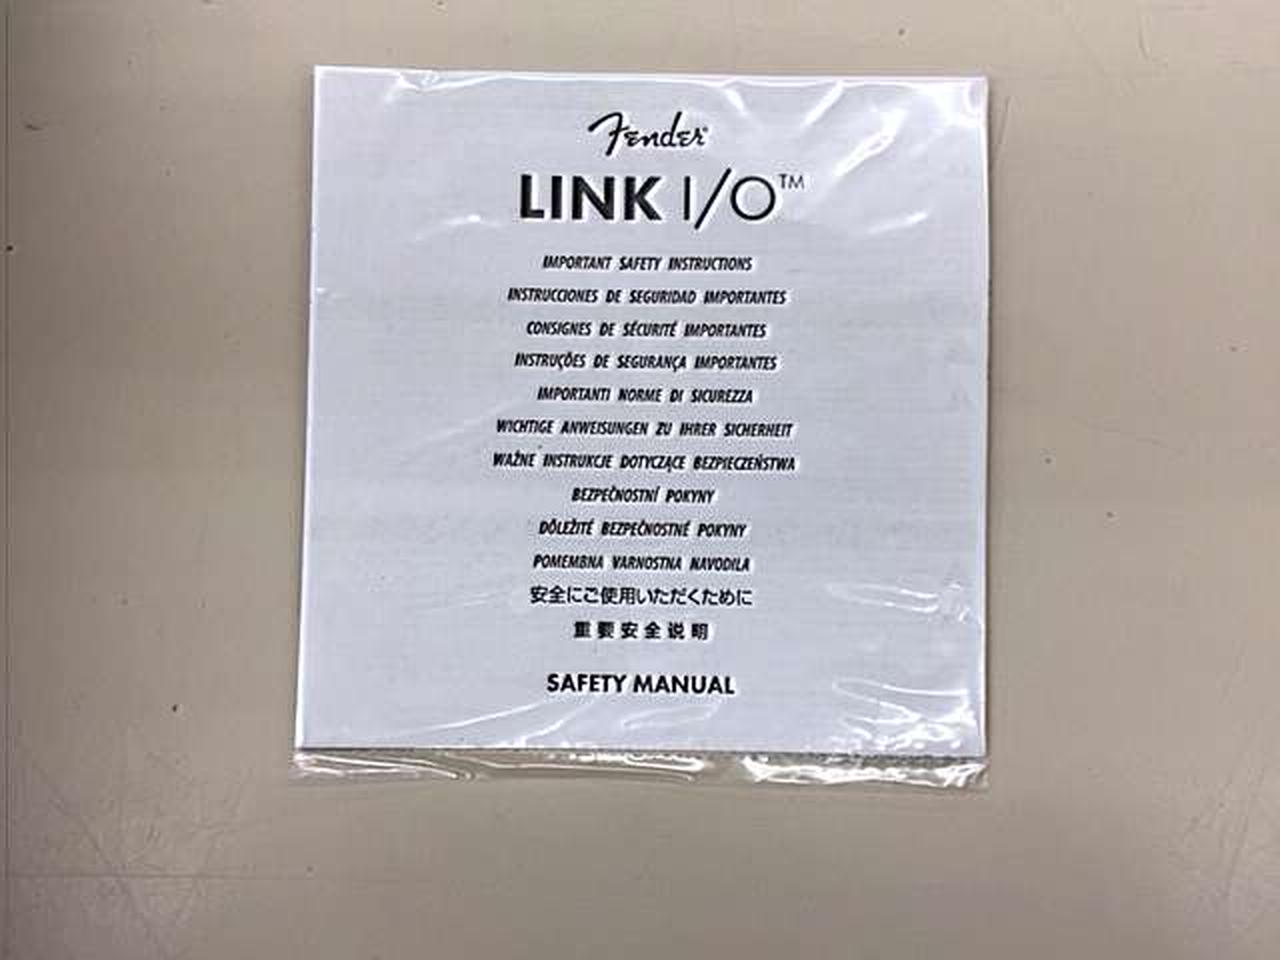 Fender®
LINK I/O™
IMPORTANT SAFETY INSTRUCTIONS
INSTRUCCIONES DE SEGURIDAD IMPORTANTES
CONSIGNES DE SÉCURITÉ IMPORTANTES
INSTRUÇÕES DE SEGURANÇA IMPORTANTES
IMPORTANTI NORME DI SICUREZZA
WICHTIGE ANWEISUNGEN ZU IHRER SICHERHEIT
WAŻNE INSTRUKCJE DOTYCZĄCE BEZPIECZEŃSTWA
BEZPEČNOSTNÍ POKYNY
DÔLEŽITÉ BEZPEČNOSTNÉ POKYNY
POMEMBNA VARNOSTNA NAVODILA
安全にご使用いただくために
重要安全说明
SAFETY MANUAL